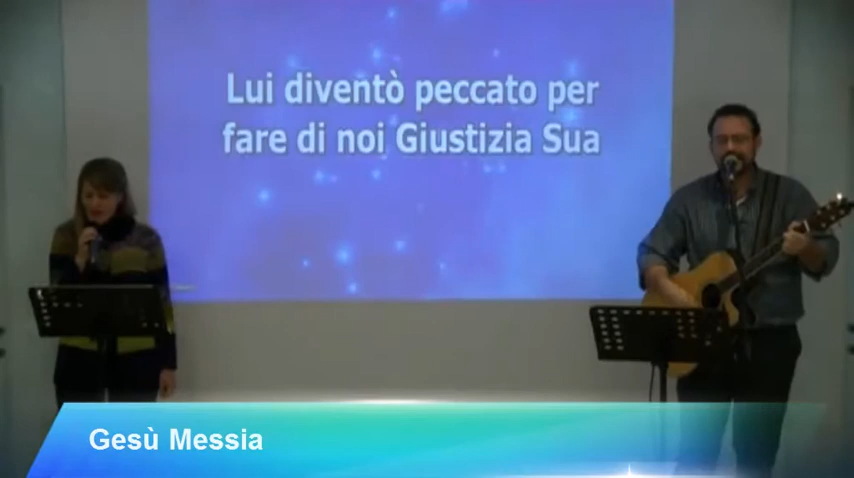 Lui diventò peccato per
fare di noi Giustizia Sua
Gesù Messia